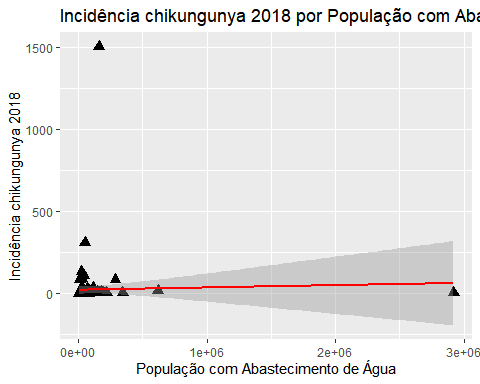 Incidência chikungunya 2018 por População com Aba
1500
1000
500
0
Incidência chikungunya 2018
0e+00
1e+06
2e+06
3e+06
População com Abastecimento de Água